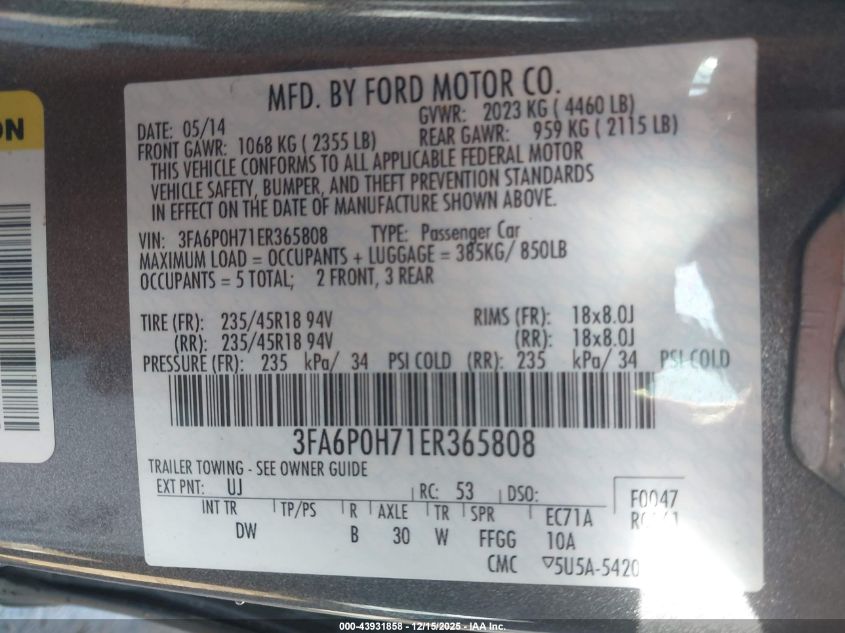 ON
MFD. BY FORD MOTOR CO.
DATE: 05/14 GVWR: 2023 KG ( 4460 LB)
FRONT GAWR: 1068 KG ( 2355 LB) REAR GAWR: 959 KG ( 2115 LB)
THIS VEHICLE CONFORMS TO ALL APPLICABLE FEDERAL MOTOR
VEHICLE SAFETY, BUMPER, AND THEFT PREVENTION STANDARDS
IN EFFECT ON THE DATE OF MANUFACTURE SHOWN ABOVE.
VIN: 3FA6P0H71ER365808 TYPE: Passenger Car
MAXIMUM LOAD = OCCUPANTS + LUGGAGE = 385KG/ 850LB
OCCUPANTS = 5 TOTAL; 2 FRONT, 3 REAR
TIRE (FR): 235/45R18 94V RIMS (FR): 18x8.0J
(RR): 235/45R18 94V (RR): 18x8.0J
PRESSURE (FR): 235 kPa/ 34 PSI COLD (RR): 235 kPa/ 34 PSI COLD
3FA6P0H71ER365808
TRAILER TOWING - SEE OWNER GUIDE
EXT PNT: UJ RC: 53 DSO: F0047
INT TR TP/PS R AXLE TR SPR EC71A
DW B 30 W FFGG 10A
CMC ▽5U5A-5420
000-43931858 - 12/15/2025 - IAA Inc.